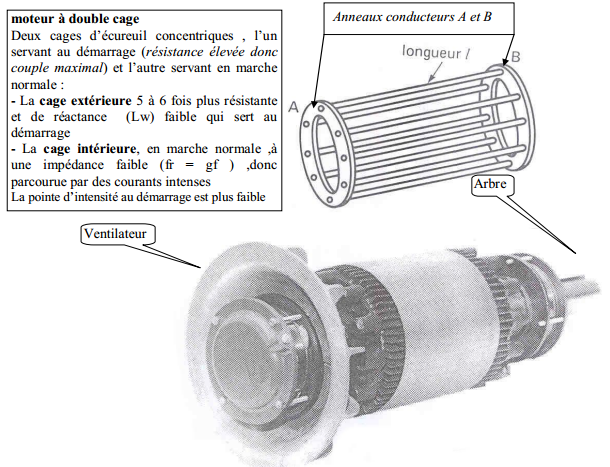 moteur à double cage
Deux cages d'écureuil concentriques , l'un
servant au démarrage (résistance élevée donc
couple maximal) et l'autre servant en marche
normale :
- La cage extérieure 5 à 6 fois plus résistante
et de réactance (Lw) faible qui sert au
démarrage
- La cage intérieure, en marche normale ,à
une impédance faible (fr = gf ) ,donc
parcourue par des courants intenses
La pointe d'intensité au démarrage est plus faible
Anneaux conducteurs A et B
longueur l
B
A
Arbre
Ventilateur